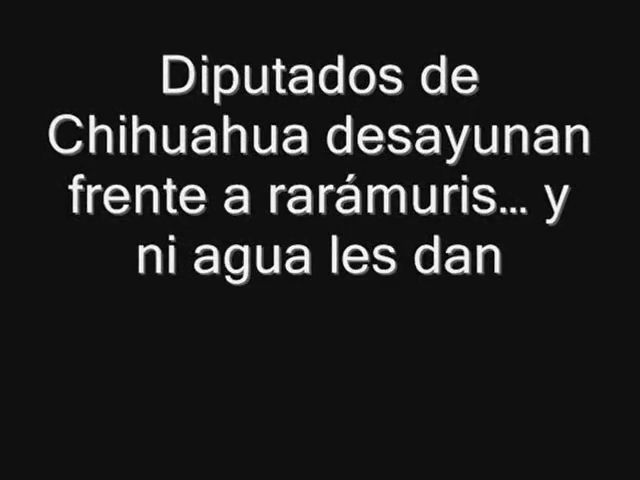 Diputados de
Chihuahua desayunan
frente a rarámuris... y
ni agua les dan